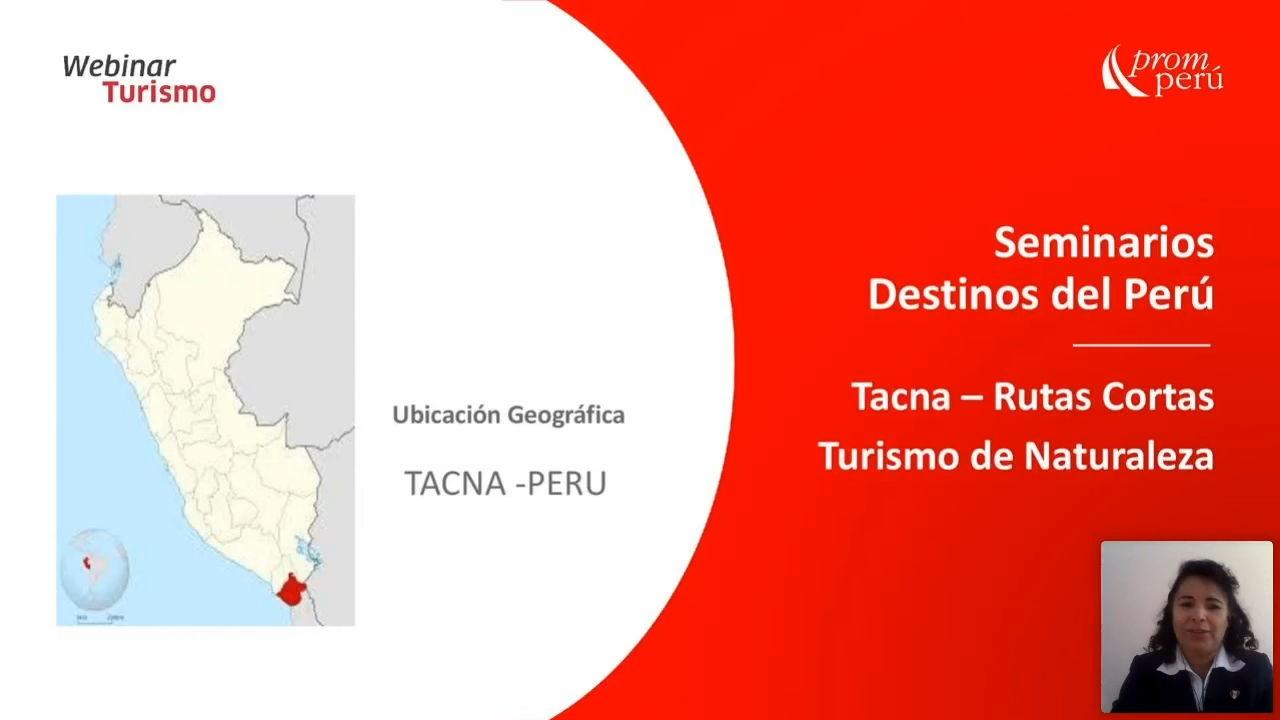 Webinar
Turismo
prom
perú
Seminarios
Destinos del Perú
Tacna – Rutas Cortas
Turismo de Naturaleza
Ubicación Geográfica
TACNA -PERU